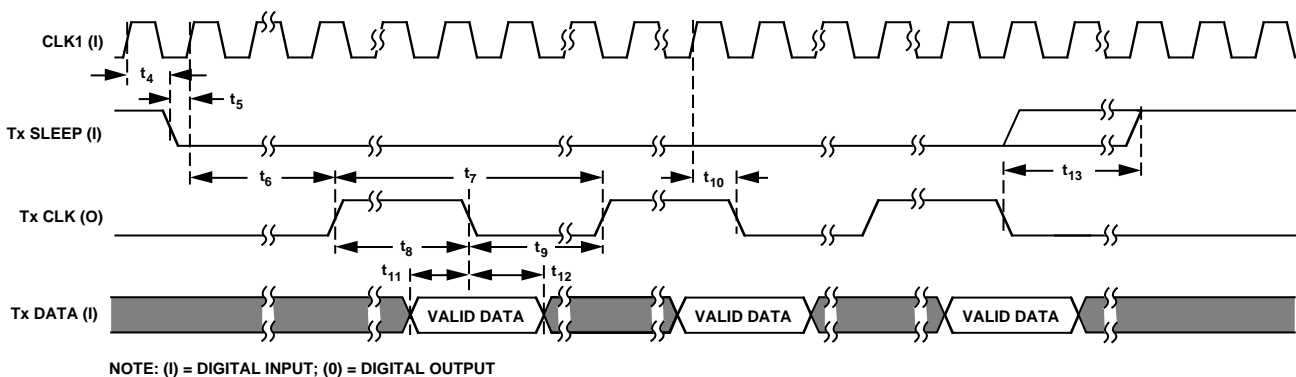 CLK1 (I)
t4
t5
Tx SLEEP (I)
t6
t7
t10
t13
Tx CLK (O)
t8
t9
t11
t12
Tx DATA (I)
VALID DATA
VALID DATA
VALID DATA
NOTE: (I) = DIGITAL INPUT; (0) = DIGITAL OUTPUT